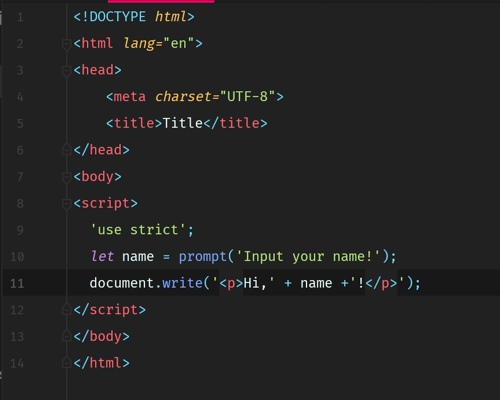 1 <!DOCTYPE html>
2 <html lang="en">
3 <head>
4     <meta charset="UTF-8">
5     <title>Title</title>
6 </head>
7 <body>
8 <script>
9   'use strict';
10   let name = prompt('Input your name!');
11   document.write('<p>Hi,' + name +'!</p>');
12 </script>
13 </body>
14 </html>